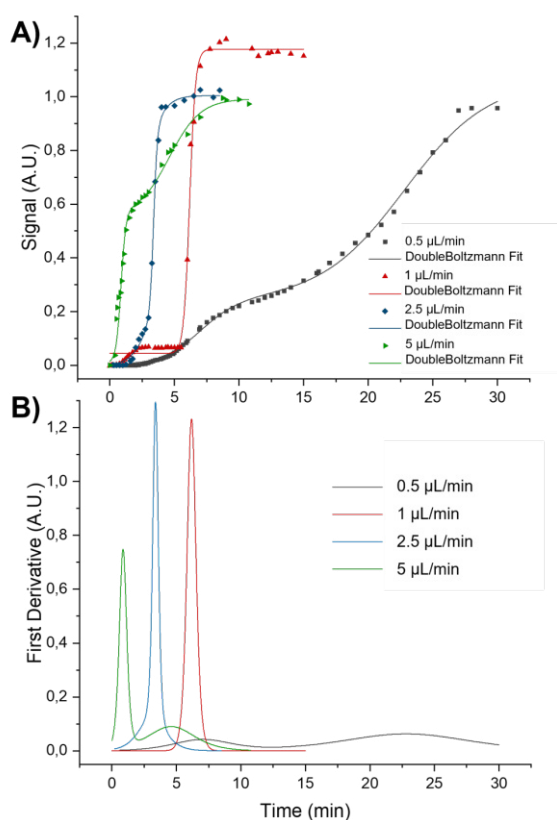 A)
1,2
1,0
0,8
0,6
0,4
0,2
0,0
Signal (A.U.)
0.5 µL/min
DoubleBoltzmann Fit
1 µL/min
DoubleBoltzmann Fit
2.5 µL/min
DoubleBoltzmann Fit
5 µL/min
DoubleBoltzmann Fit
0 5 10 15 20 25 30
B)
1,2
1,0
0,8
0,6
0,4
0,2
0,0
First Derivative (A.U.)
0.5 µL/min
1 µL/min
2.5 µL/min
5 µL/min
0 5 10 15 20 25 30
Time (min)